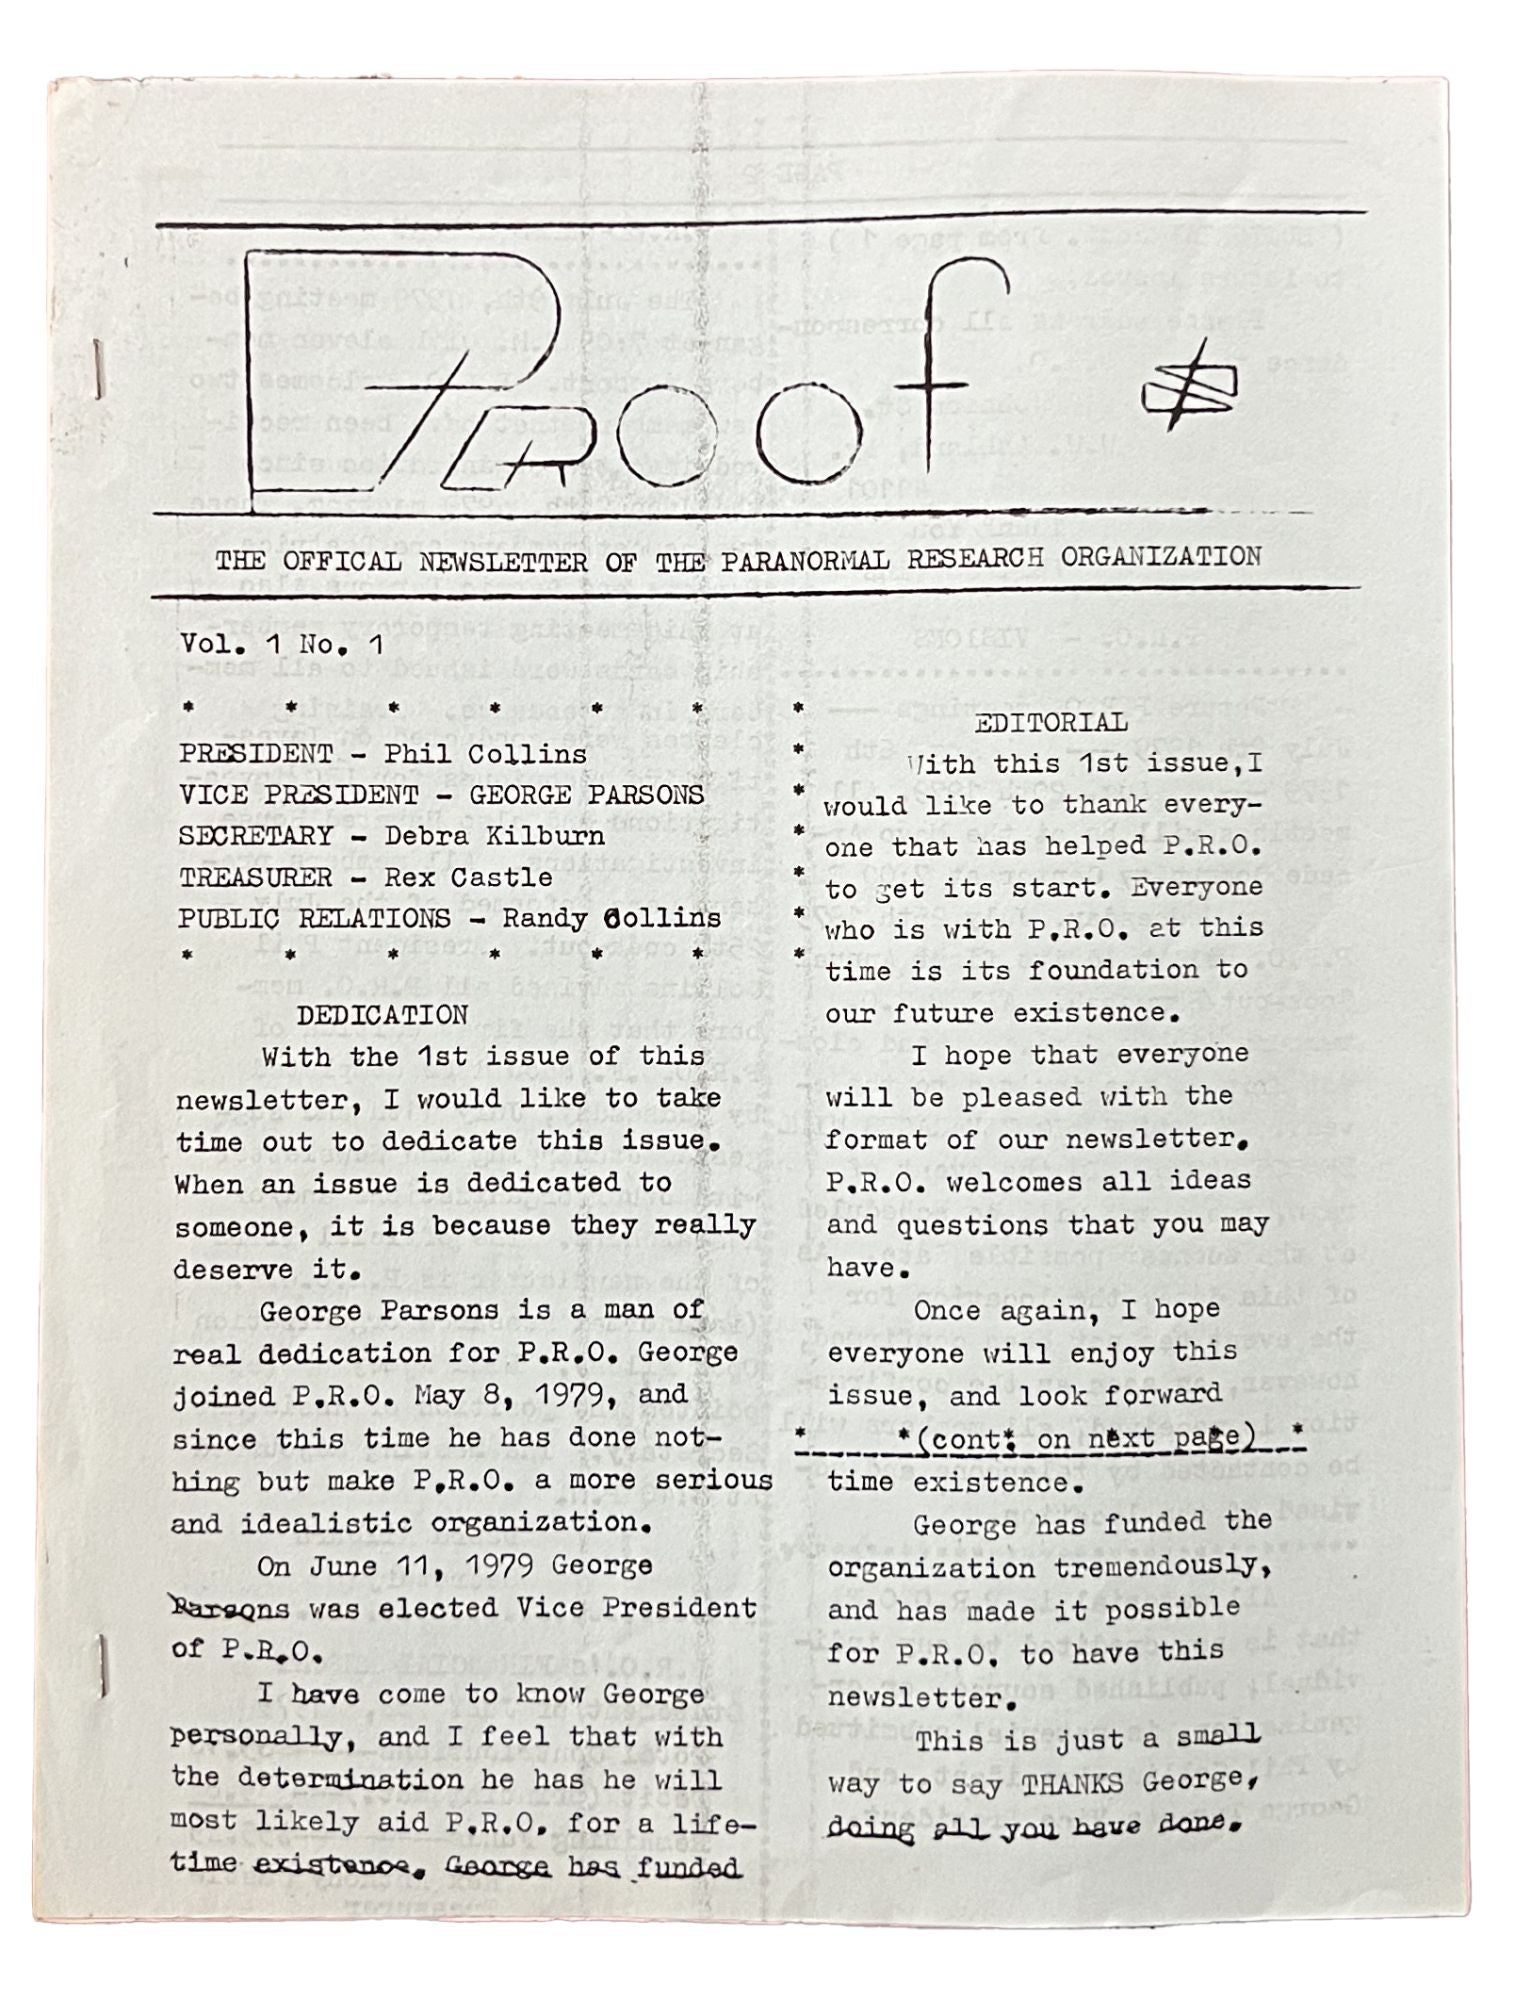 Proof
THE OFFICAL NEWSLETTER OF THE PARANORMAL RESEARCH ORGANIZATION
Vol. 1 No. 1
* * * * * * *
PRESIDENT - Phil Collins
VICE PRESIDENT - GEORGE PARSONS
SECRETARY - Debra Kilburn
TREASURER - Rex Castle
PUBLIC RELATIONS - Randy Collins
* * * * * * *
DEDICATION
With the 1st issue of this
newsletter, I would like to take
time out to dedicate this issue.
When an issue is dedicated to
someone, it is because they really
deserve it.
George Parsons is a man of
real dedication for P.R.O. George
joined P.R.O. May 8, 1979, and
since this time he has done not-
hing but make P.R.O. a more serious
and idealistic organization.
On June 11, 1979 George
Parsons was elected Vice President
of P.R.O.
I have come to know George
personally, and I feel that with
the determination he has he will
most likely aid P.R.O. for a life-
time existence. George has funded
EDITORIAL
With this 1st issue,I
would like to thank every-
one that has helped P.R.O.
to get its start. Everyone
who is with P.R.O. at this
time is its foundation to
our future existence.
I hope that everyone
will be pleased with the
format of our newsletter.
P.R.O. welcomes all ideas
and questions that you may
have.
Once again, I hope
everyone will enjoy this
issue, and look forward
* *(cont. on next page) *
time existence.
George has funded the
organization tremendously,
and has made it possible
for P.R.O. to have this
newsletter.
This is just a small
way to say THANKS George,
doing all you have done.